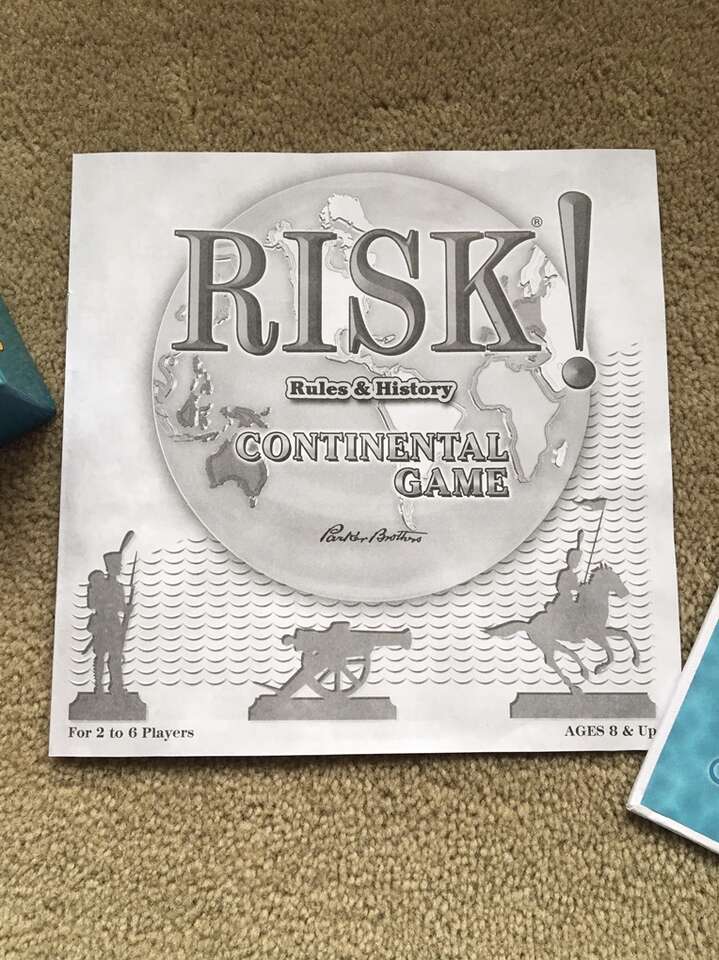 RISK!®
Rules & History
CONTINENTAL
GAME
Parker Brothers
For 2 to 6 Players
AGES 8 & Up